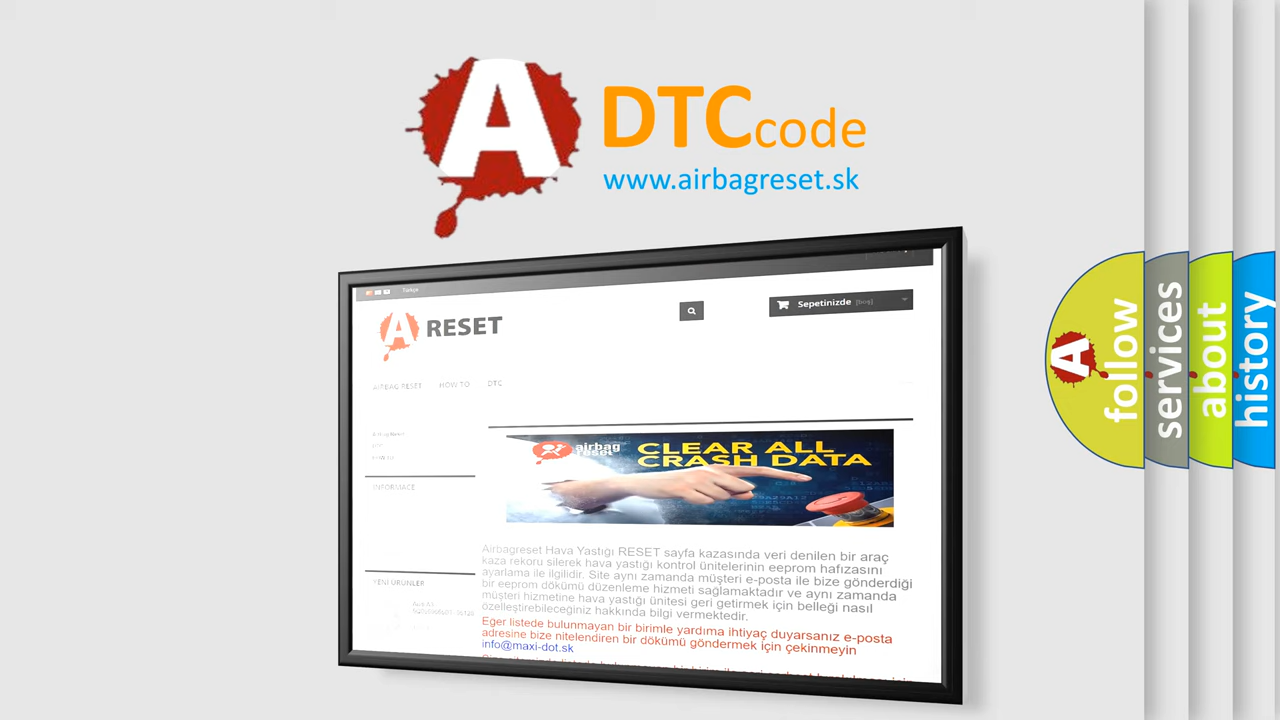 A
DTC code
www.airbagreset.sk
Türkçe
A RESET
Sepetinizde [boş]
AIRBAG RESET HOW TO DTC
HOW TO
INFORMACE
YENI ÜRÜNLER
airbag
reset
CLEAR ALL
CRASH DATA
Airbagreset Hava Yastığı RESET sayfa kazasında veri denilen bir araç
kaza rekoru silerek hava yastığı kontrol ünitelerinin eeprom hafızasını
ayarlama ile ilgilidir. Site aynı zamanda müşteri e-posta ile bize gönderdiği
bir eeprom dökümü düzenleme hizmeti sağlamaktadır ve aynı zamanda
müşteri hizmetine hava yastığı ünitesi geri getirmek için belleği nasıl
özelleştirebileceğiniz hakkında bilgi vermektedir.
Eğer listede bulunmayan bir birimle yardıma ihtiyaç duyarsanız e-posta
adresine bize nitelendiren bir dökümü göndermek için çekinmeyin
info@maxi-dot.sk
A
follow
services
about
history